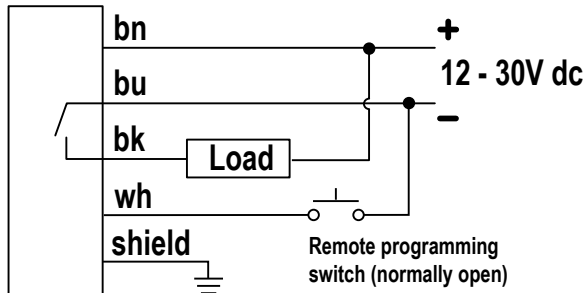 bn
+
12 - 30V dc
bu
–
bk
Load
wh
shield
Remote programming
switch (normally open)